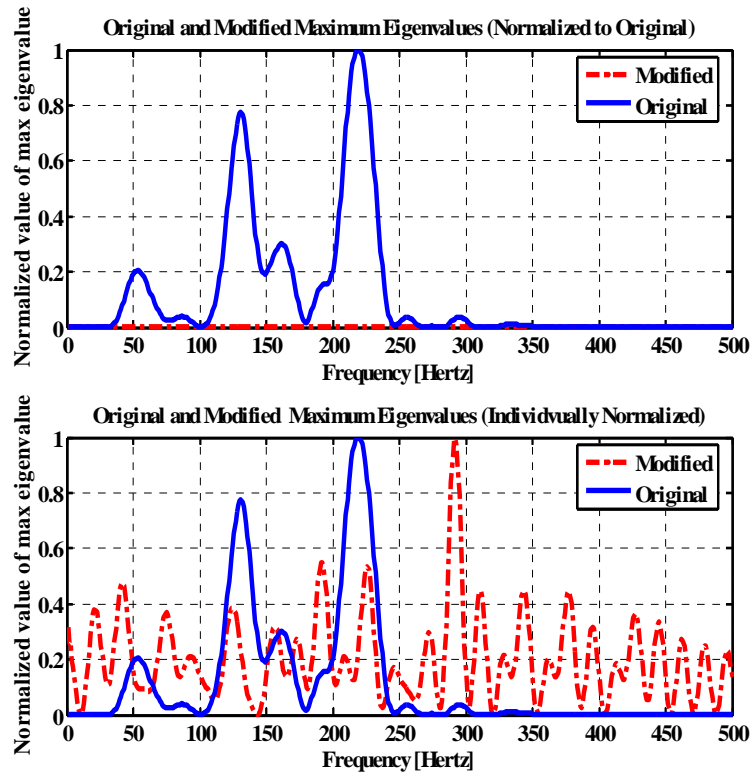 Original and Modified Maximum Eigenvalues (Normalized to Original)
Normalized value of max eigenvalue
1
0.8
0.6
0.4
0.2
0
Modified
Original
0 50 100 150 200 250 300 350 400 450 500
Frequency [Hertz]
Original and Modified Maximum Eigenvalues (Individvually Normalized)
Normalized value of max eigenvalue
1
0.8
0.6
0.4
0.2
0
Modified
Original
0 50 100 150 200 250 300 350 400 450 500
Frequency [Hertz]